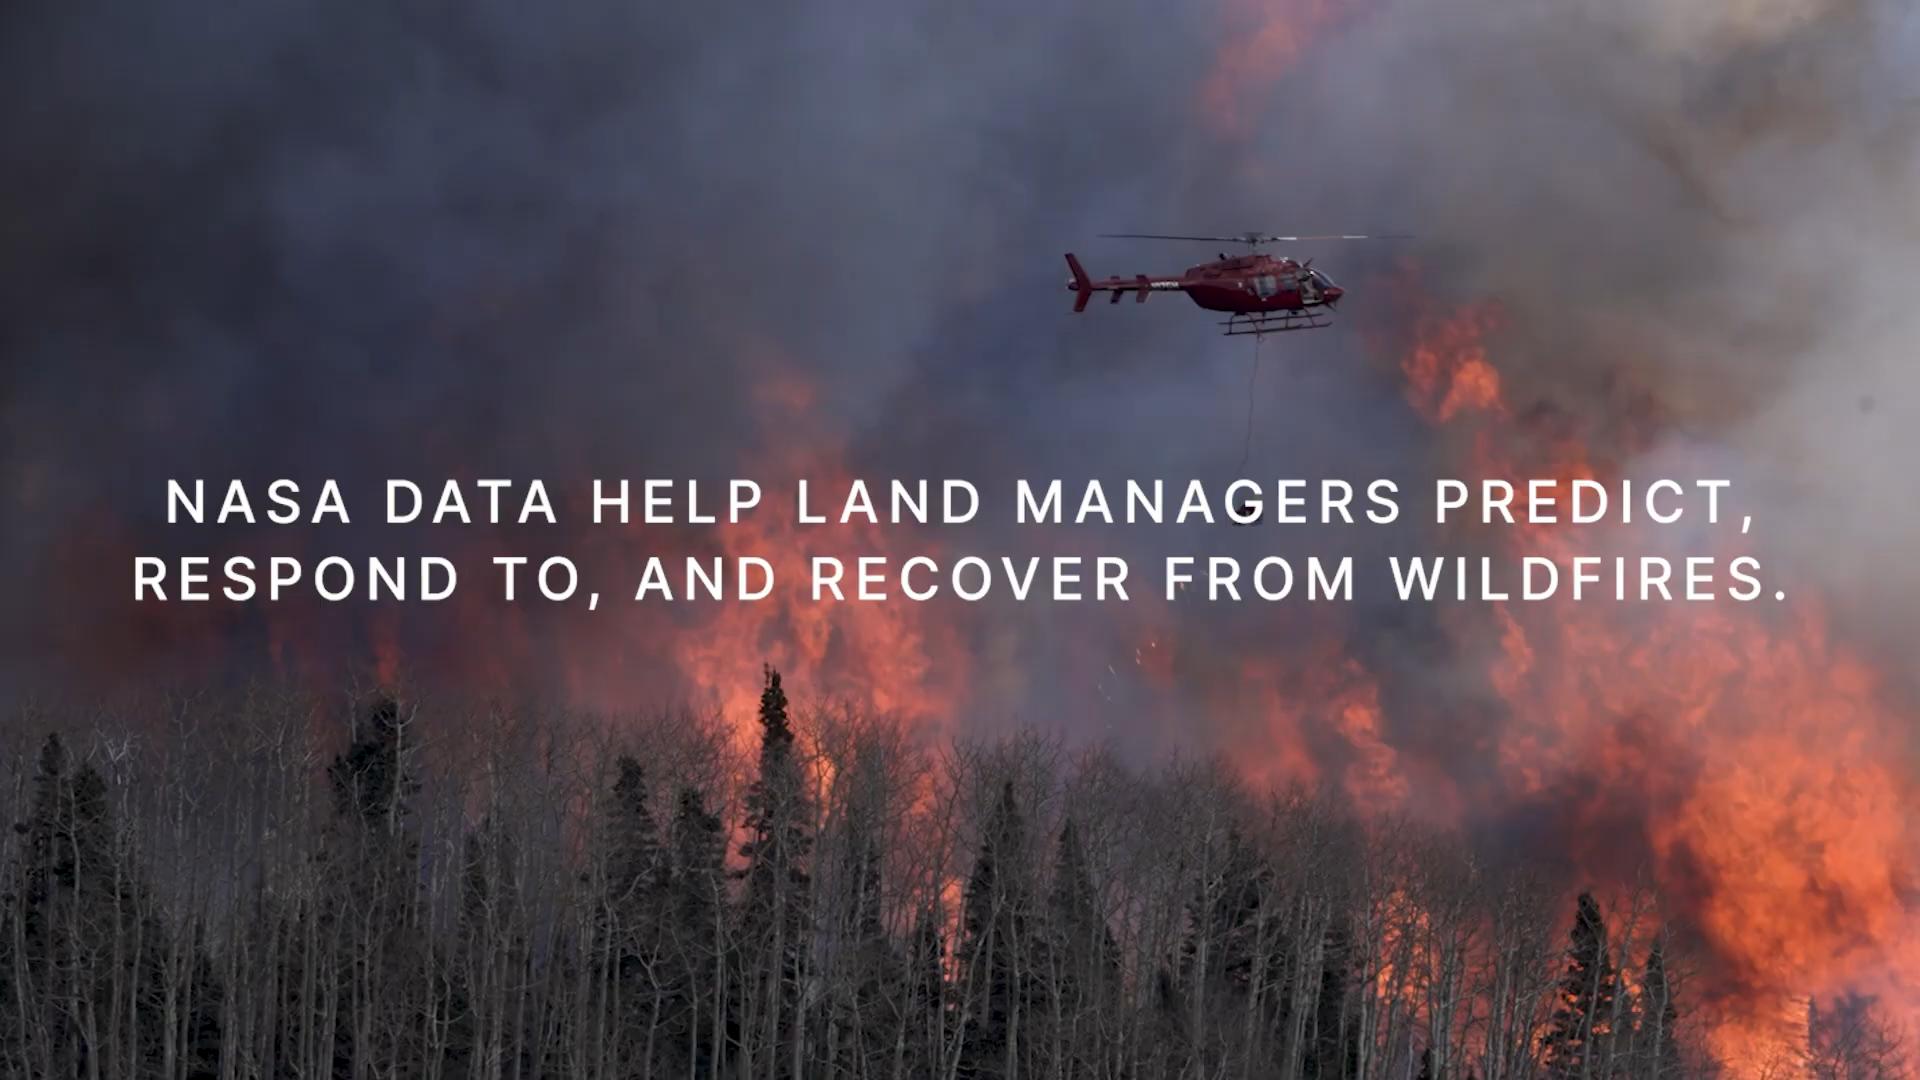 NASA DATA HELP LAND MANAGERS PREDICT,
RESPOND TO, AND RECOVER FROM WILDFIRES.